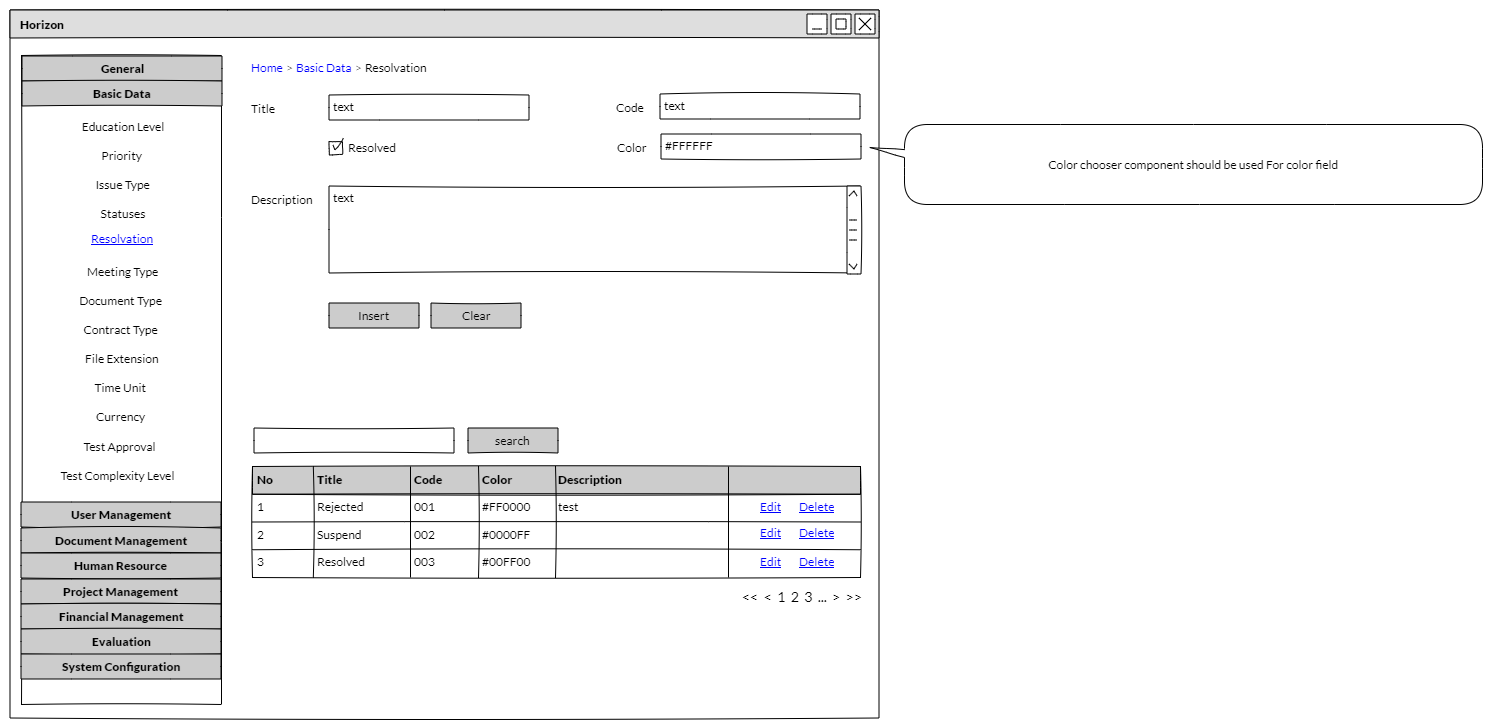 Horizon
General
Basic Data
Education Level
Priority
Issue Type
Statuses
Resolvation
Meeting Type
Document Type
Contract Type
File Extension
Time Unit
Currency
Test Approval
Test Complexity Level
User Management
Document Management
Human Resource
Project Management
Financial Management
Evaluation
System Configuration
Home > Basic Data > Resolvation
Title text Code text
Resolved Color #FFFFFF
Description text
Insert Clear
search
No Title Code Color Description
1 Rejected 001 #FF0000 test Edit Delete
2 Suspend 002 #0000FF Edit Delete
3 Resolved 003 #00FF00 Edit Delete
<< < 1 2 3 ... > >>
Color chooser component should be used For color field